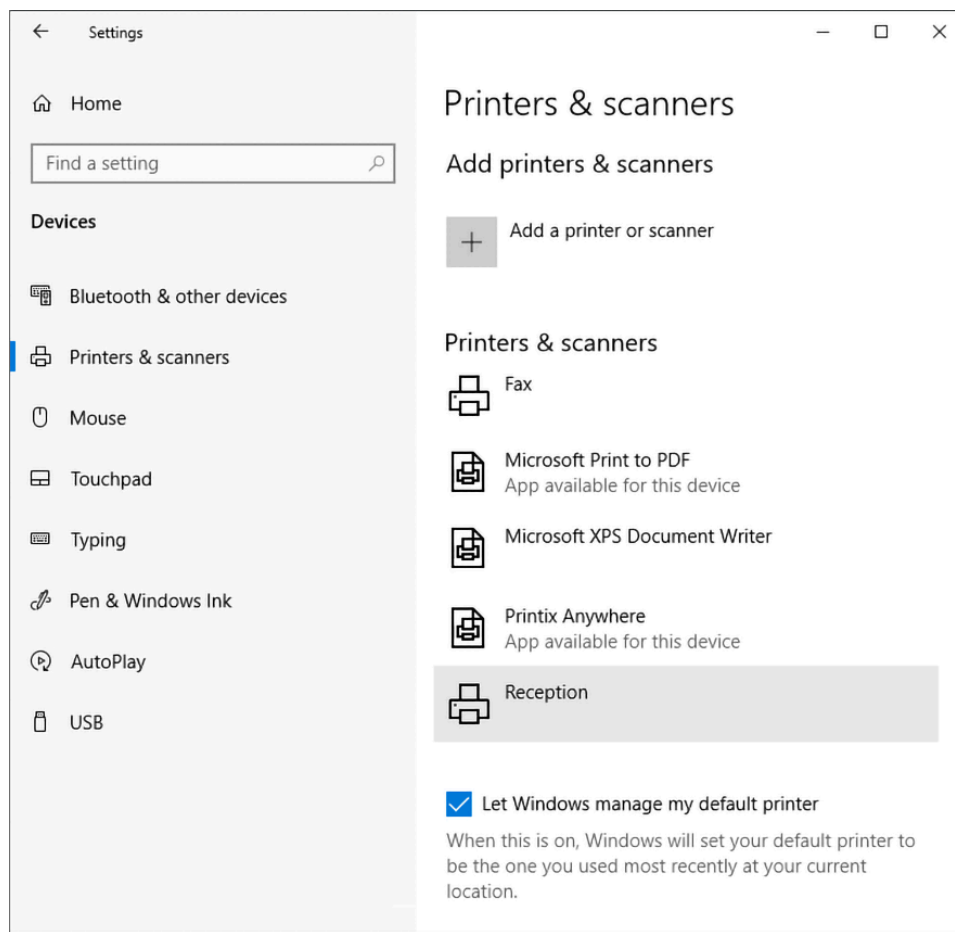 Settings
Home
Find a setting
Devices
Bluetooth & other devices
Printers & scanners
Mouse
Touchpad
Typing
Pen & Windows Ink
AutoPlay
USB
Printers & scanners
Add printers & scanners
Add a printer or scanner
Printers & scanners
Fax
Microsoft Print to PDF
App available for this device
Microsoft XPS Document Writer
Printix Anywhere
App available for this device
Reception
Let Windows manage my default printer
When this is on, Windows will set your default printer to
be the one you used most recently at your current
location.